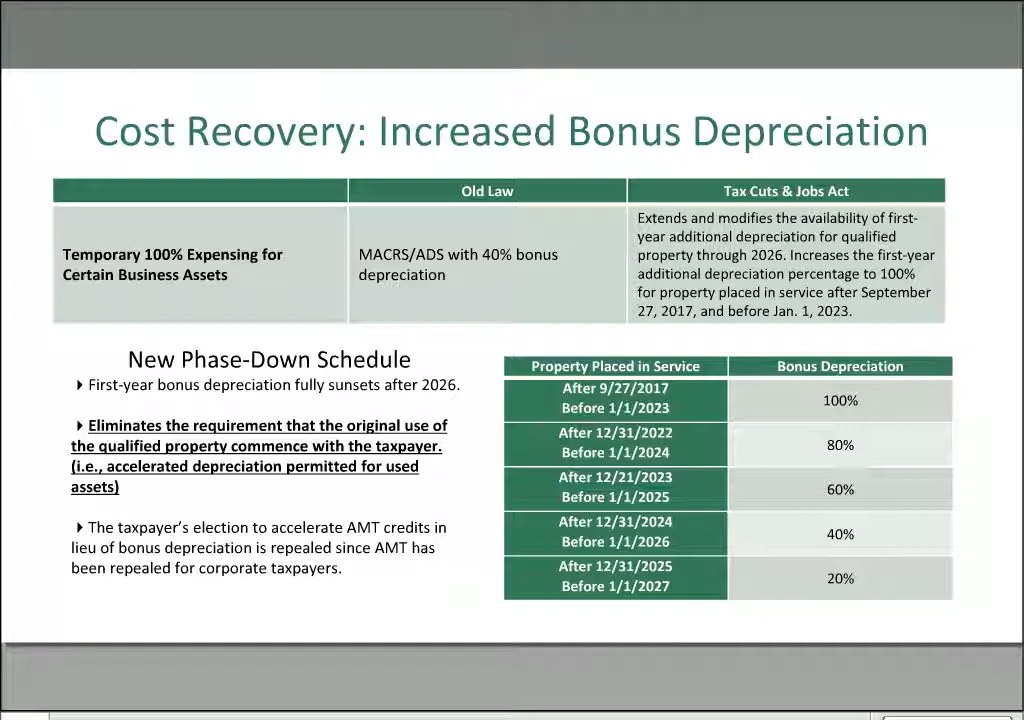 Cost Recovery: Increased Bonus Depreciation
Old Law
Tax Cuts & Jobs Act
Temporary 100% Expensing for
Certain Business Assets
MACRS/ADS with 40% bonus
depreciation
Extends and modifies the availability of first-
year additional depreciation for qualified
property through 2026. Increases the first-year
additional depreciation percentage to 100%
for property placed in service after September
27, 2017, and before Jan. 1, 2023.
New Phase-Down Schedule
First-year bonus depreciation fully sunsets after 2026.
Eliminates the requirement that the original use of
the qualified property commence with the taxpayer.
(i.e., accelerated depreciation permitted for used
assets)
The taxpayer’s election to accelerate AMT credits in
lieu of bonus depreciation is repealed since AMT has
been repealed for corporate taxpayers.
Property Placed in Service
Bonus Depreciation
After 9/27/2017
Before 1/1/2023
100%
After 12/31/2022
Before 1/1/2024
80%
After 12/21/2023
Before 1/1/2025
60%
After 12/31/2024
Before 1/1/2026
40%
After 12/31/2025
Before 1/1/2027
20%